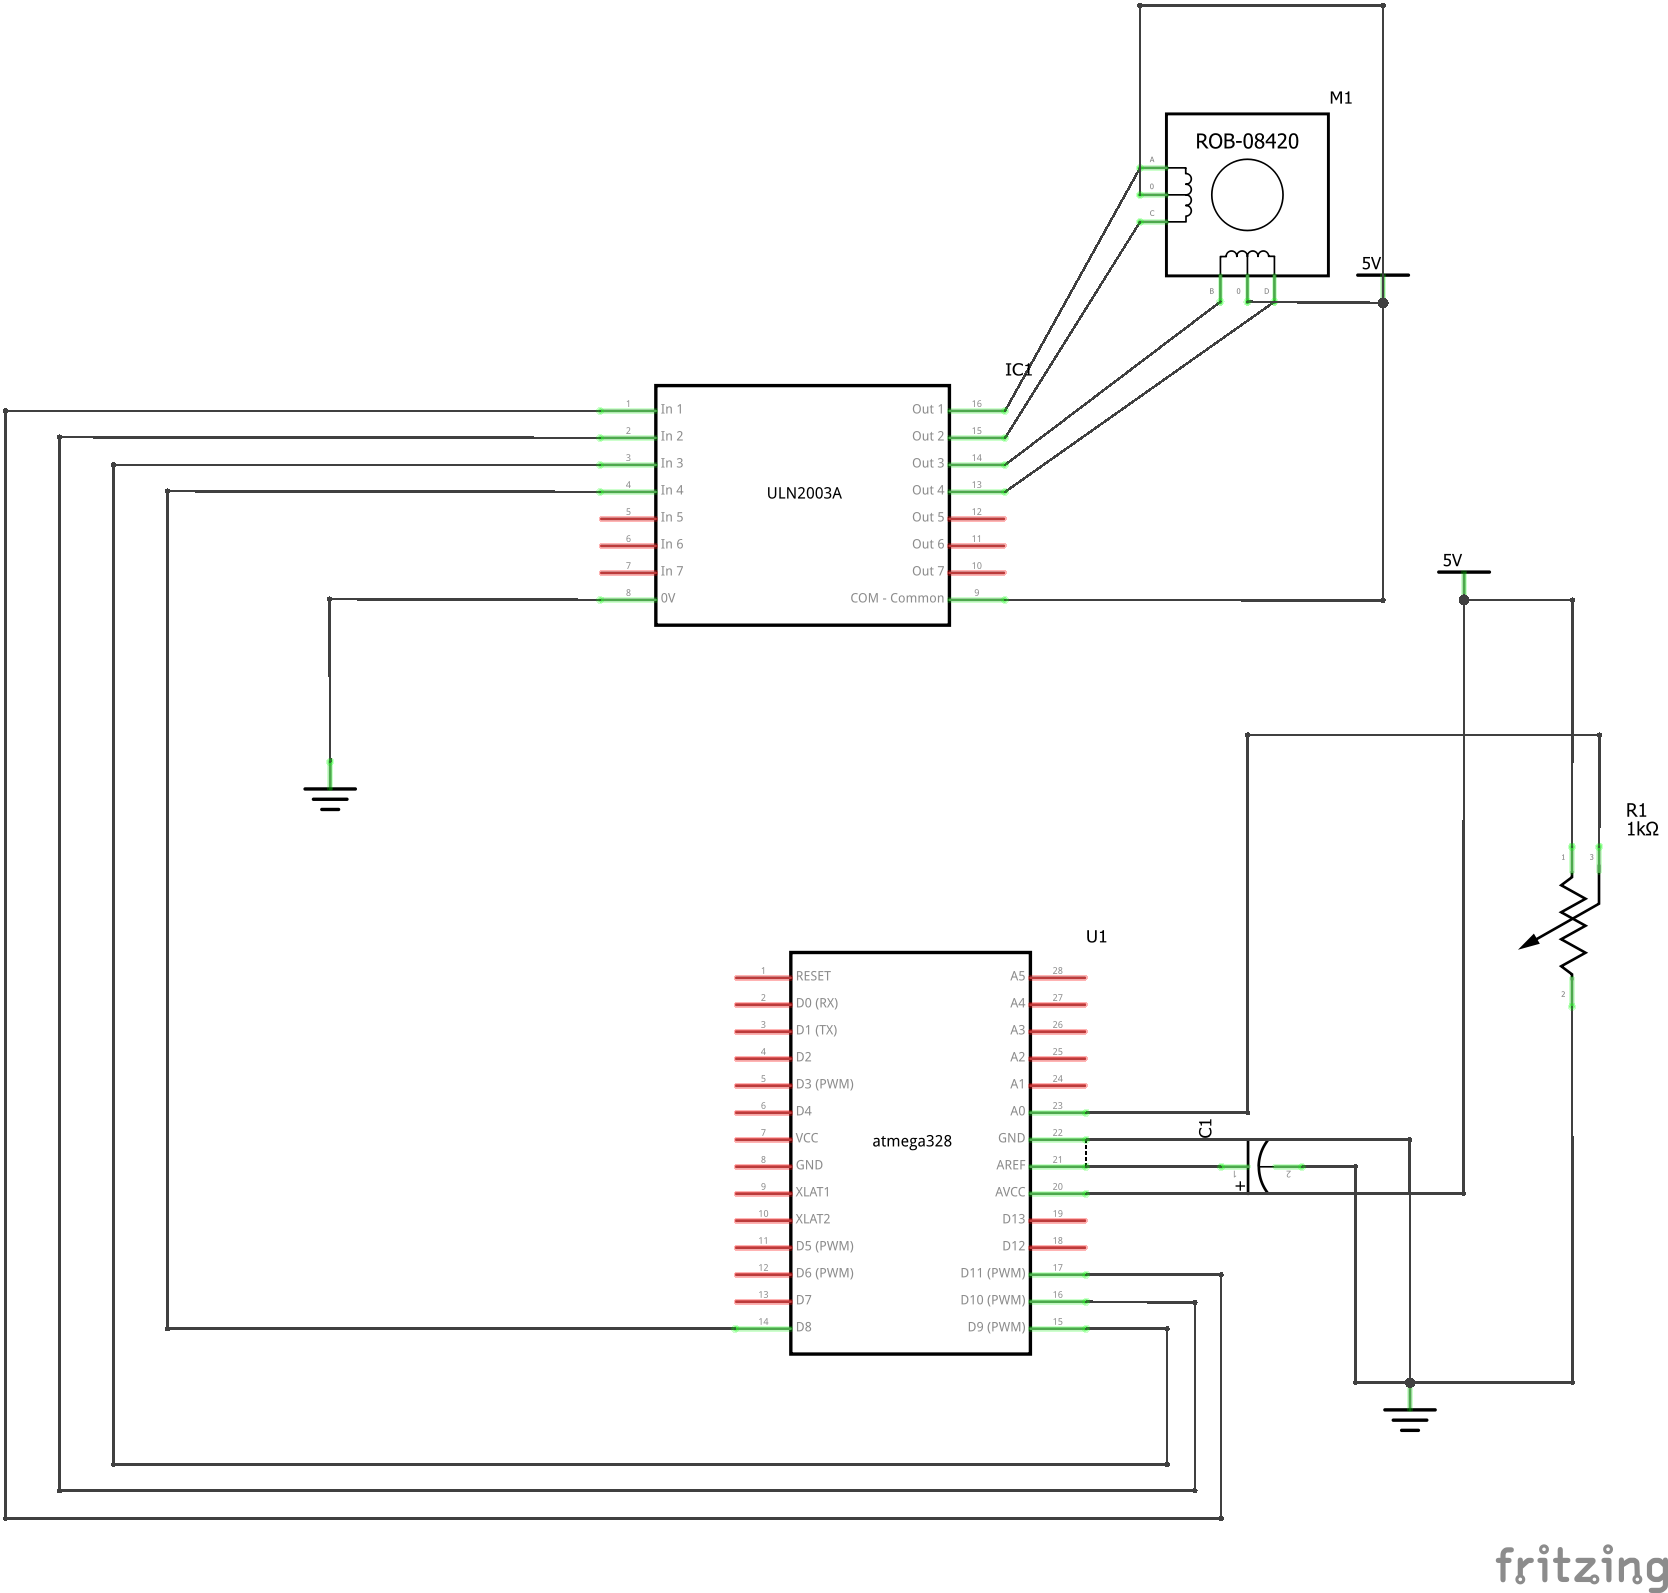 M1
ROB-08420
A
0
C
B 0 D
5V
IC1
1 In 1 Out 1 16
2 In 2 Out 2 15
3 In 3 Out 3 14
4 In 4 Out 4 13
ULN2003A
5 In 5 Out 5 12
6 In 6 Out 6 11
7 In 7 Out 7 10
8 0V COM - Common 9
5V
R1
1kΩ
1 3
2
U1
1 RESET A5 28
2 D0 (RX) A4 27
3 D1 (TX) A3 26
4 D2 A2 25
5 D3 (PWM) A1 24
6 D4 A0 23
C1
7 VCC GND 22
atmega328
8 GND AREF 21
1 2
+
9 XLAT1 AVCC 20
10 XLAT2 D13 19
11 D5 (PWM) D12 18
12 D6 (PWM) D11 (PWM) 17
13 D7 D10 (PWM) 16
14 D8 D9 (PWM) 15
fritzing